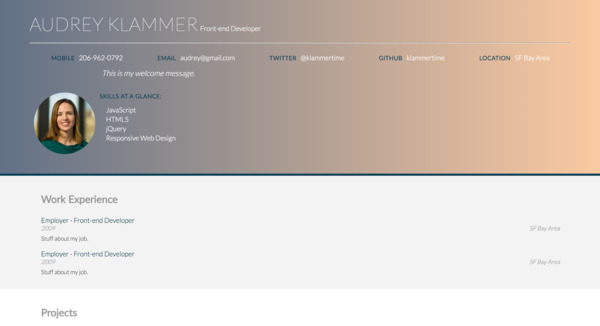 AUDREY KLAMMER Front-end Developer
MOBILE 206-962-0792 EMAIL audrey@gmail.com TWITTER @klammertime GITHUB klammertime LOCATION SF Bay Area
This is my welcome message.
SKILLS AT A GLANCE:
JavaScript
HTML5
jQuery
Responsive Web Design
Work Experience
Employer - Front-end Developer
2009 SF Bay Area
Stuff about my job.
Employer - Front-end Developer
2009 SF Bay Area
Stuff about my job.
Projects